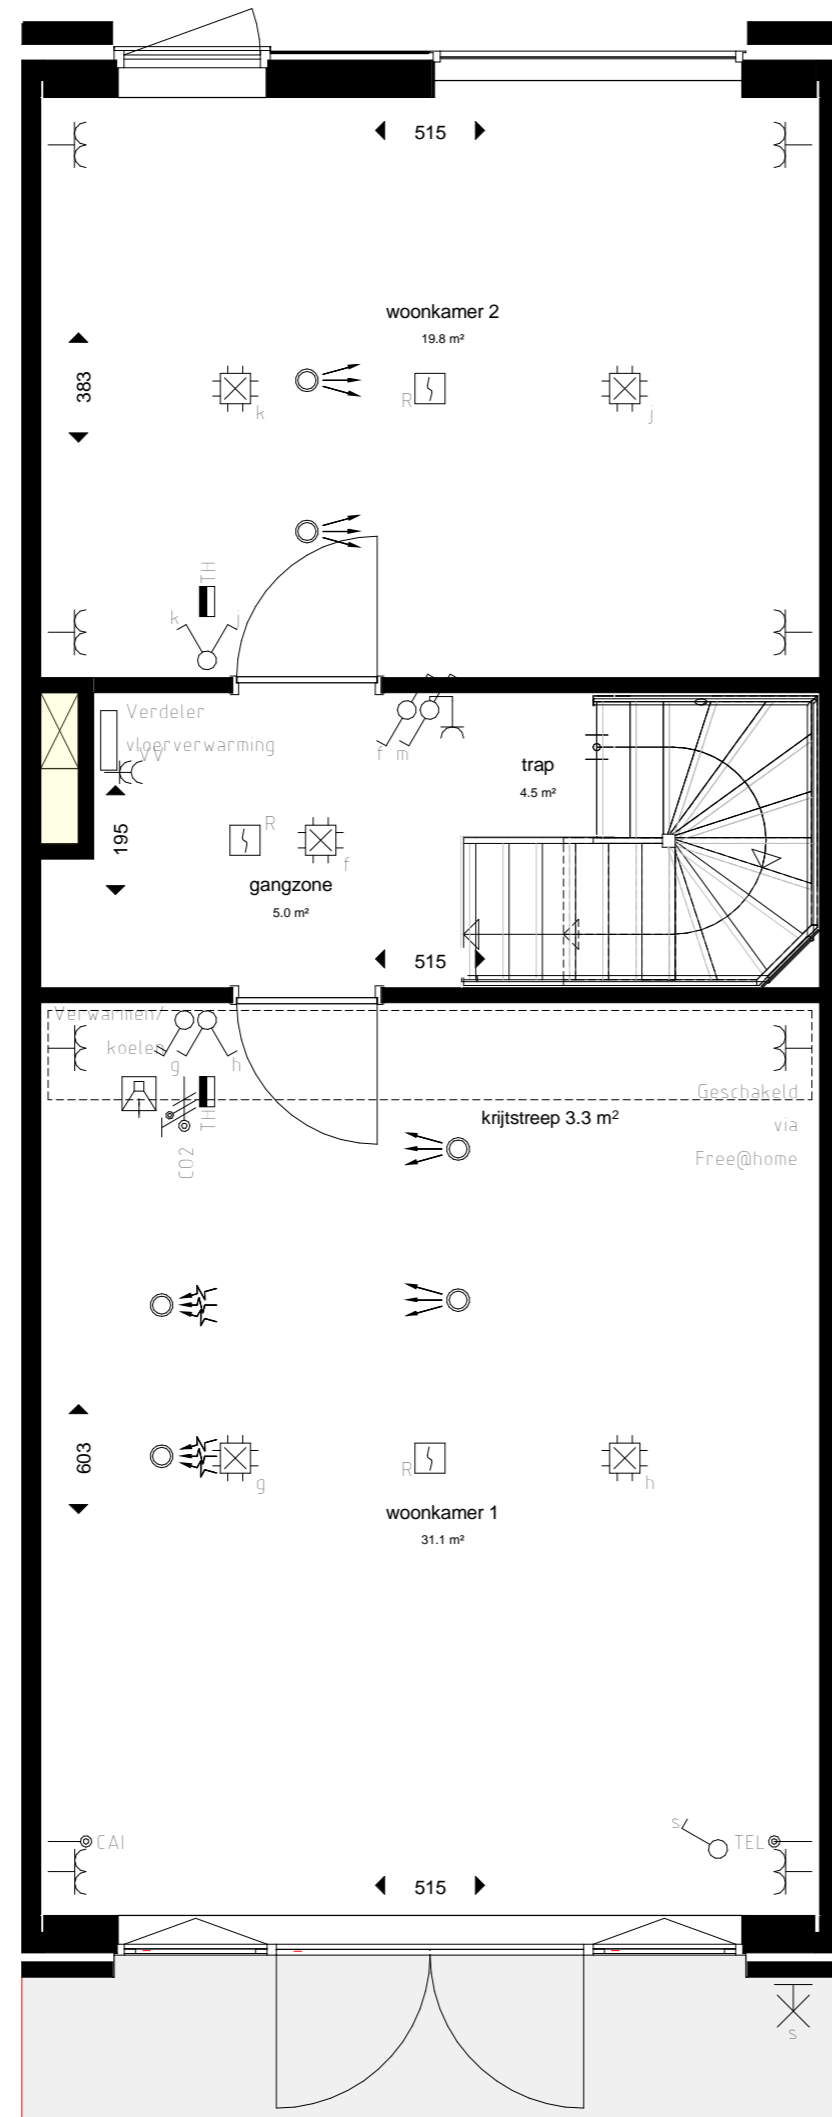 515
woonkamer 2
19.8 m²
383
k
R
j
TH
k
j
Verdeler
vloerverwarming
VV
f m
trap
4.5 m²
195
R
f
gangzone
5.0 m²
515
Verwarmen/
koelen
g
h
TH
CO2
Geschakeld
via
Free@home
krijtstreep 3.3 m²
603
g
R
h
woonkamer 1
31.1 m²
CAI
s
TEL
515
s